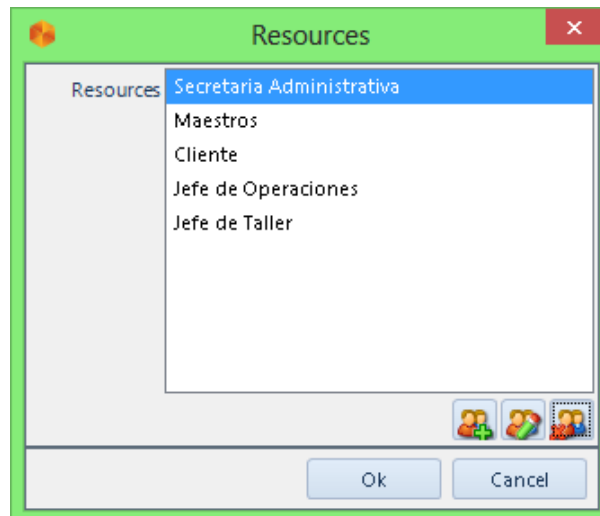 Resources
Resources
Secretaria Administrativa
Maestros
Cliente
Jefe de Operaciones
Jefe de Taller
Ok
Cancel